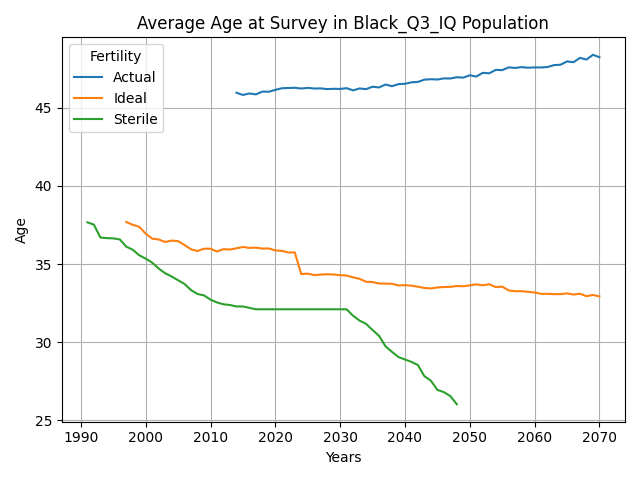 Average Age at Survey in Black_Q3_IQ Population
Fertility
Actual
Ideal
Sterile
Age
45
40
35
30
25
1990
2000
2010
2020
2030
2040
2050
2060
2070
Years